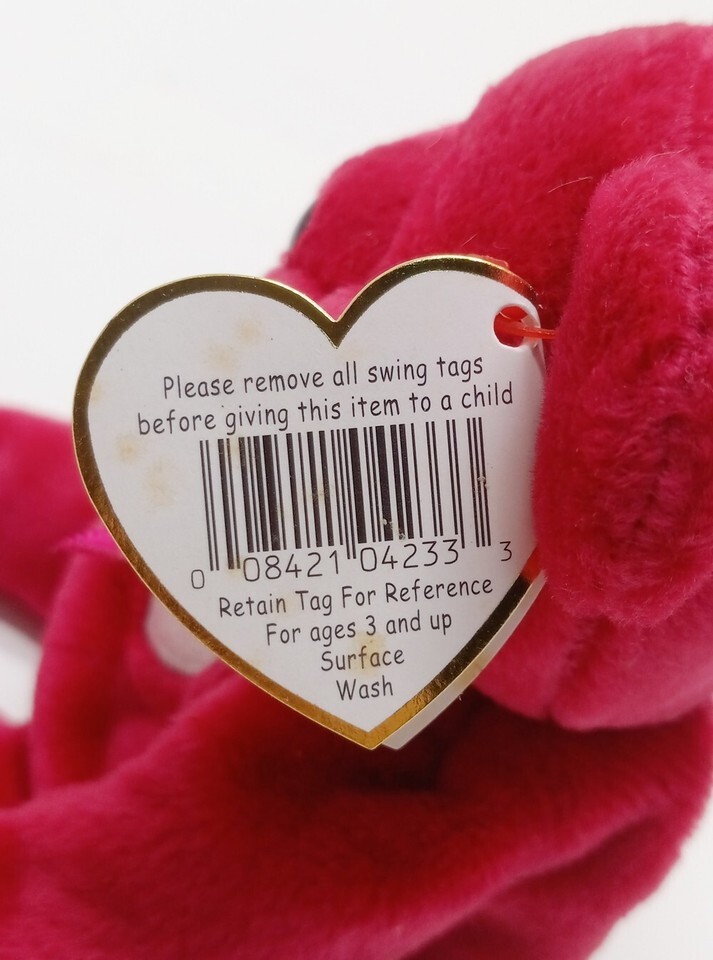 Please remove all swing tags
before giving this item to a child
0 08421 04233 3
Retain Tag For Reference
For ages 3 and up
Surface
Wash